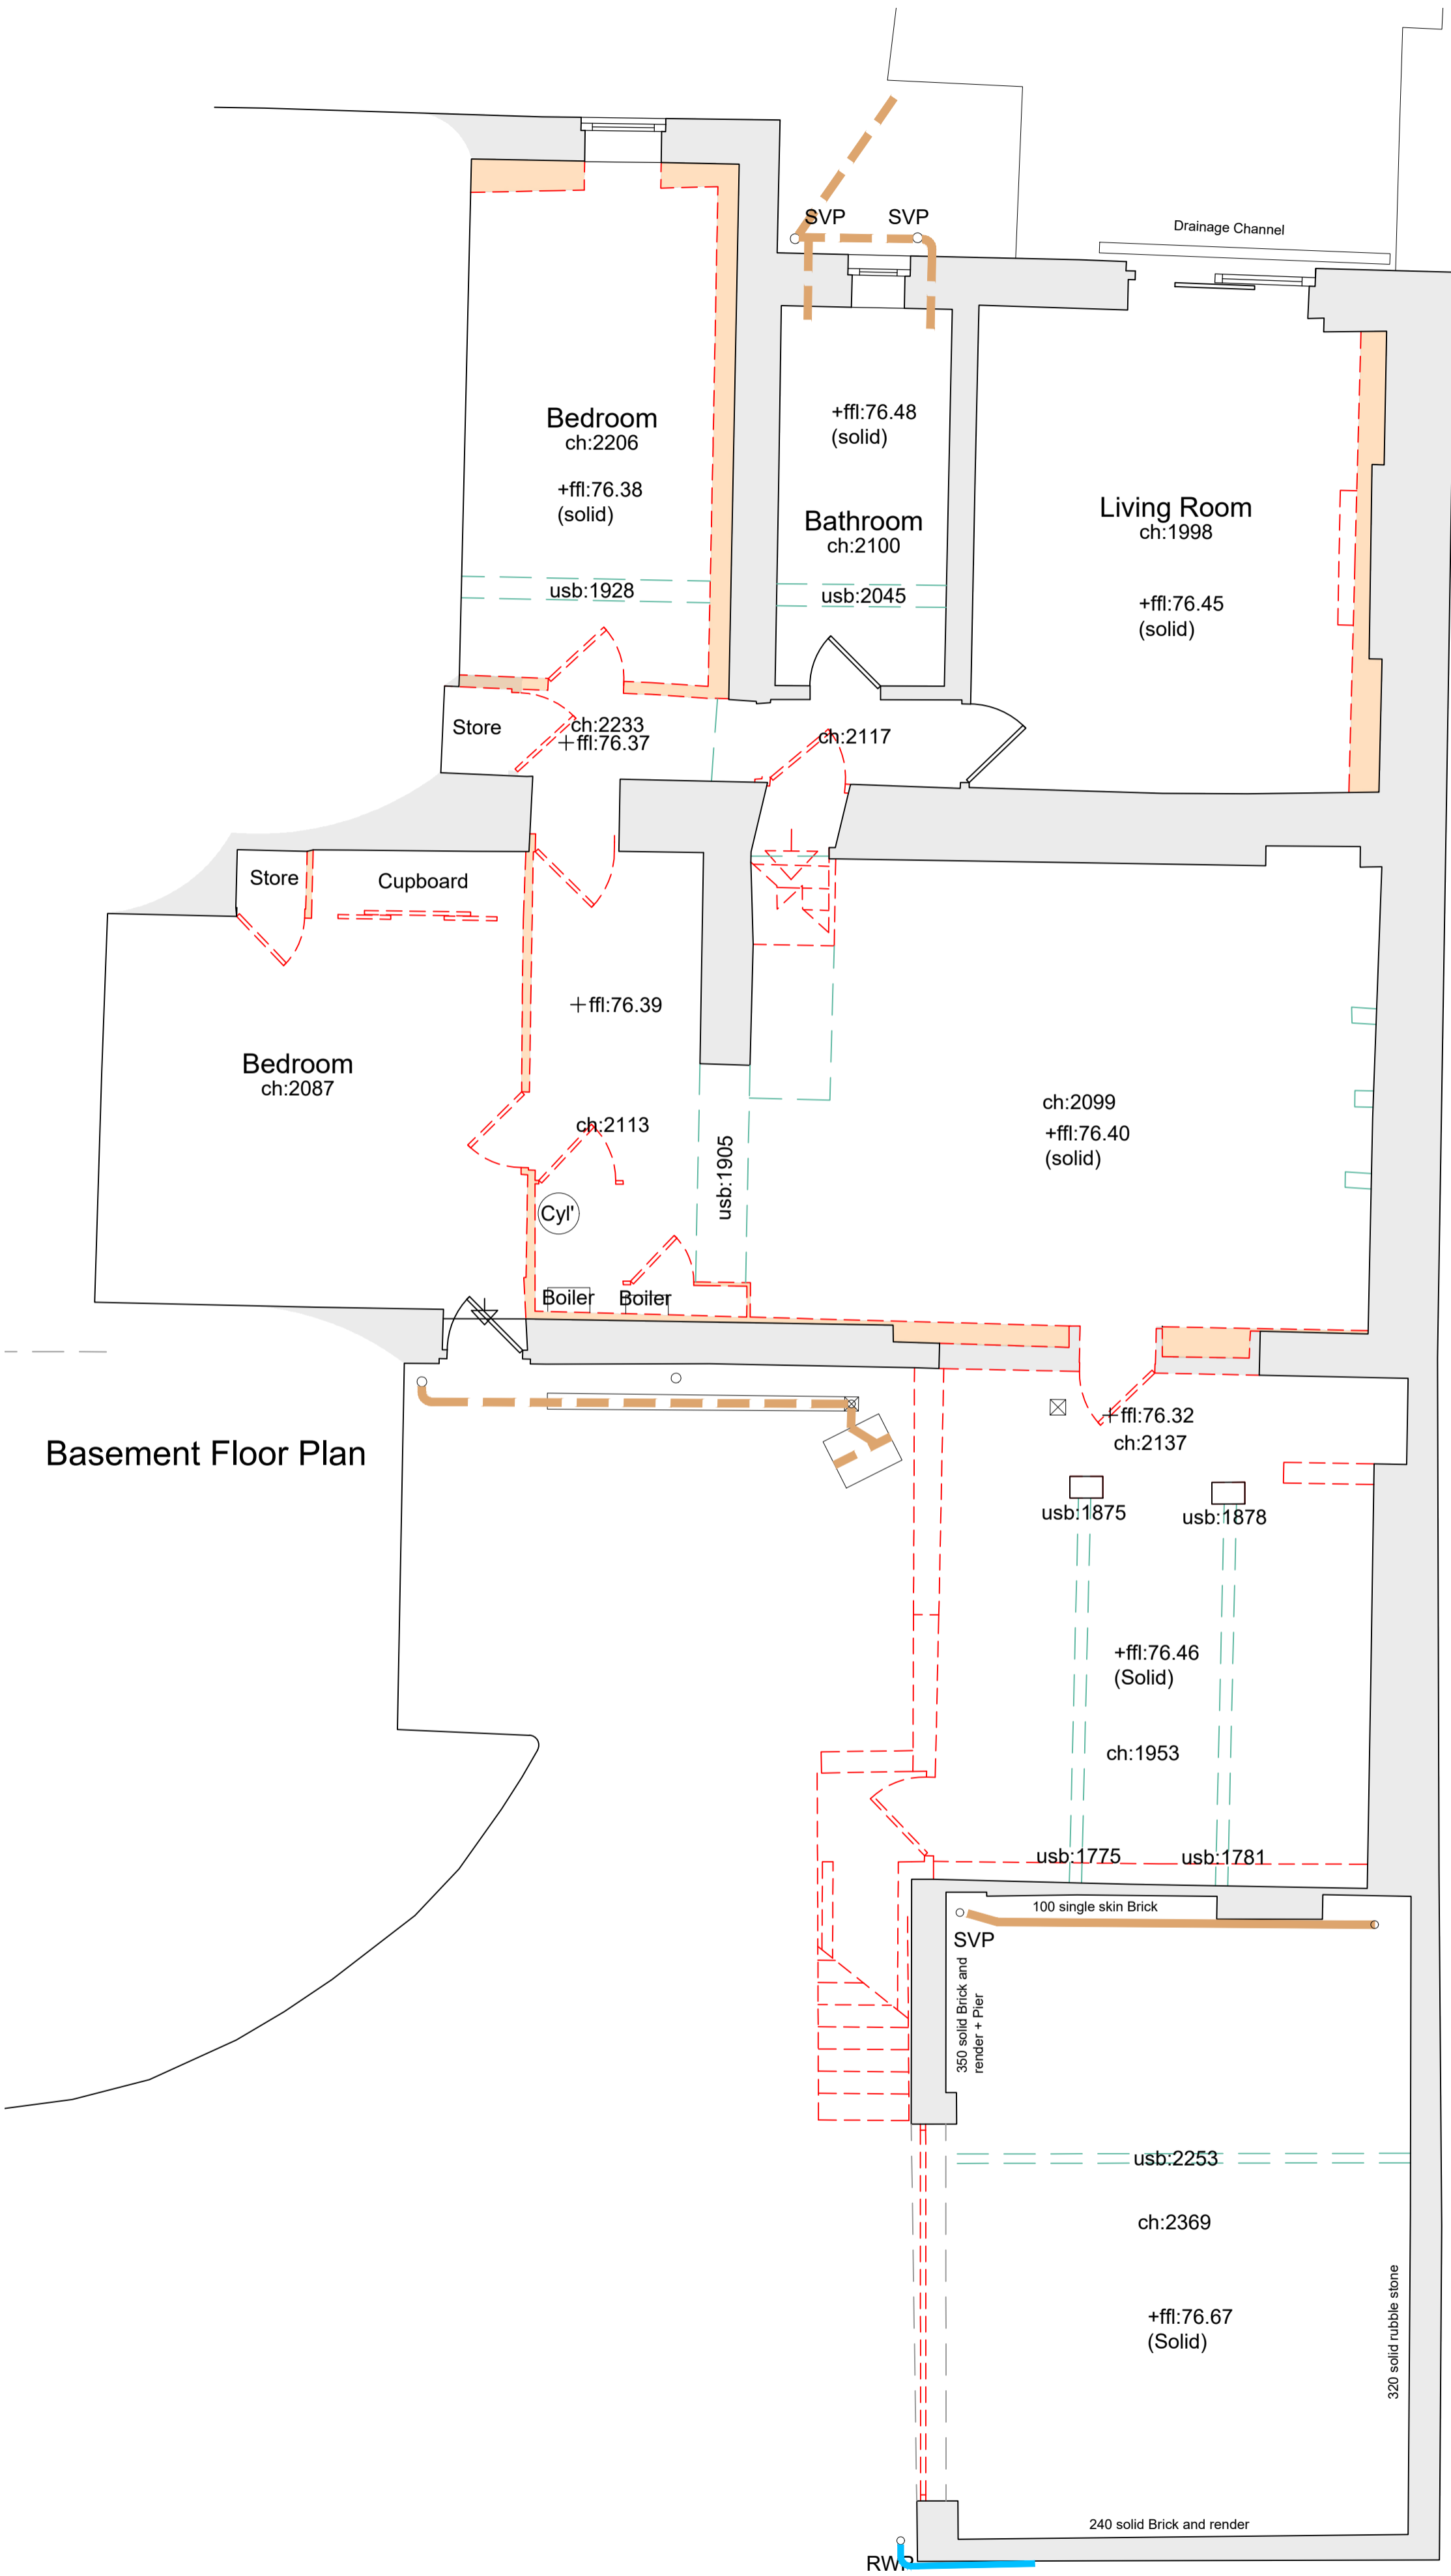 SVP
SVP
Drainage Channel
Bedroom
ch:2206
+ffl:76.38
(solid)
usb:1928
+ffl:76.48
(solid)
Bathroom
ch:2100
usb:2045
Living Room
ch:1998
+ffl:76.45
(solid)
Store
ch:2233
+ffl:76.37
ch:2117
Store
Cupboard
+ffl:76.39
Bedroom
ch:2087
ch:2113
usb:1905
ch:2099
+ffl:76.40
(solid)
Cyl'
Boiler
Boiler
Basement Floor Plan
+ffl:76.32
ch:2137
usb:1875
usb:1878
+ffl:76.46
(Solid)
ch:1953
usb:1775
usb:1781
100 single skin Brick
SVP
350 solid Brick and
render + Pier
usb:2253
ch:2369
+ffl:76.67
(Solid)
320 solid rubble stone
240 solid Brick and render
RWP